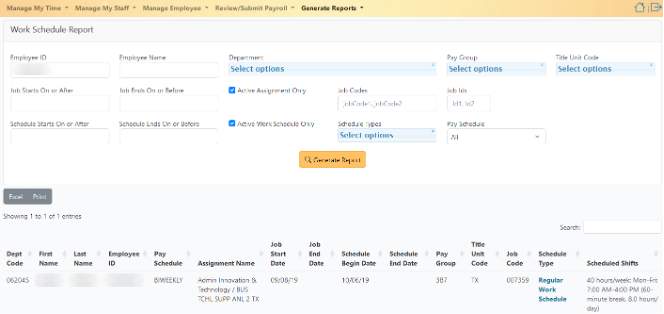 Manage My Time Manage My Staff Manage Employee Review/Submit Payroll Generate Reports
Work Schedule Report
Employee ID Employee Name Department Pay Group Title Unit Code
Select options Select options Select options
Job Starts On or After Job Ends On or Before Active Assignment Only Job Codes Job Ids
JobCode1,JobCode2 Id1, Id2
Schedule Starts On or After Schedule Ends On or Before Active Work Schedule Only Schedule Types Pay Schedule
Select options All
Generate Report
Excel Print
Showing 1 to 1 of 1 entries
Search:
Dept Code First Name Last Name Employee ID Pay Schedule Assignment Name Job Start Date Job End Date Schedule Begin Date Schedule End Date Pay Group Title Unit Code Job Code Schedule Type Scheduled Shifts
062045 BIWEEKLY Admin Innovation & Technology / BUS TCHL SUPP ANL 2 TX 09/08/19 10/06/19 3B7 TX 007359 Regular Work Schedule 40 hours/week: Mon-Fri: 7:00 AM-4:00 PM (60-minute break, 8.0 hours/day)